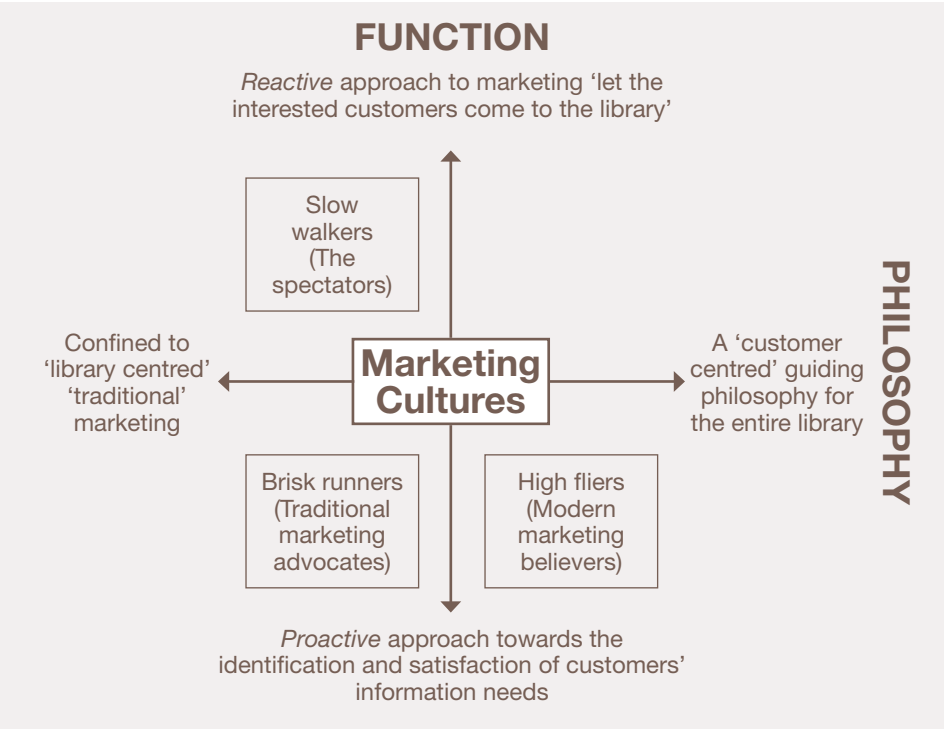 FUNCTION
Reactive approach to marketing ‘let the
interested customers come to the library’
Slow
walkers
(The
spectators)
Confined to
‘library centred’
‘traditional’
marketing
Marketing
Cultures
A ‘customer
centred’ guiding
philosophy for
the entire library
PHILOSOPHY
Brisk runners
(Traditional
marketing
advocates)
High fliers
(Modern
marketing
believers)
Proactive approach towards the
identification and satisfaction of customers’
information needs